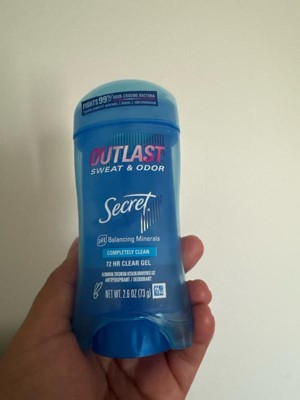 FIGHTS 99% ODOR CAUSING BACTERIA
OUTLAST
SWEAT & ODOR
Secret
pH Balancing Minerals
COMPLETELY CLEAN
72 HR CLEAR GEL
ANTIPERSPIRANT / DEODORANT
NET WT. 2.6 OZ (73 g)